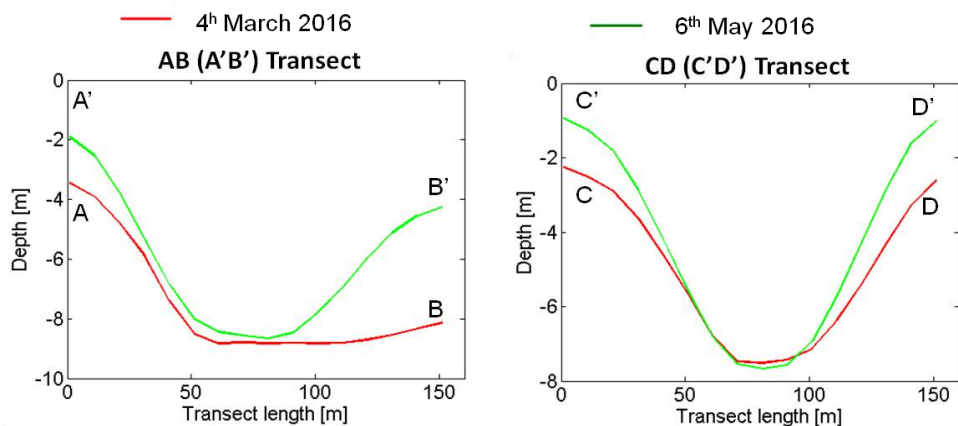 4ʰ March 2016
6ᵗʰ May 2016
AB (A’B’) Transect
0
-2
-4
-6
-8
-10
Depth [m]
A’
A
B’
B
0
50
100
150
Transect length [m]
CD (C’D’) Transect
0
-2
-4
-6
-8
Depth [m]
C’
C
D’
D
0
50
100
150
Transect length [m]